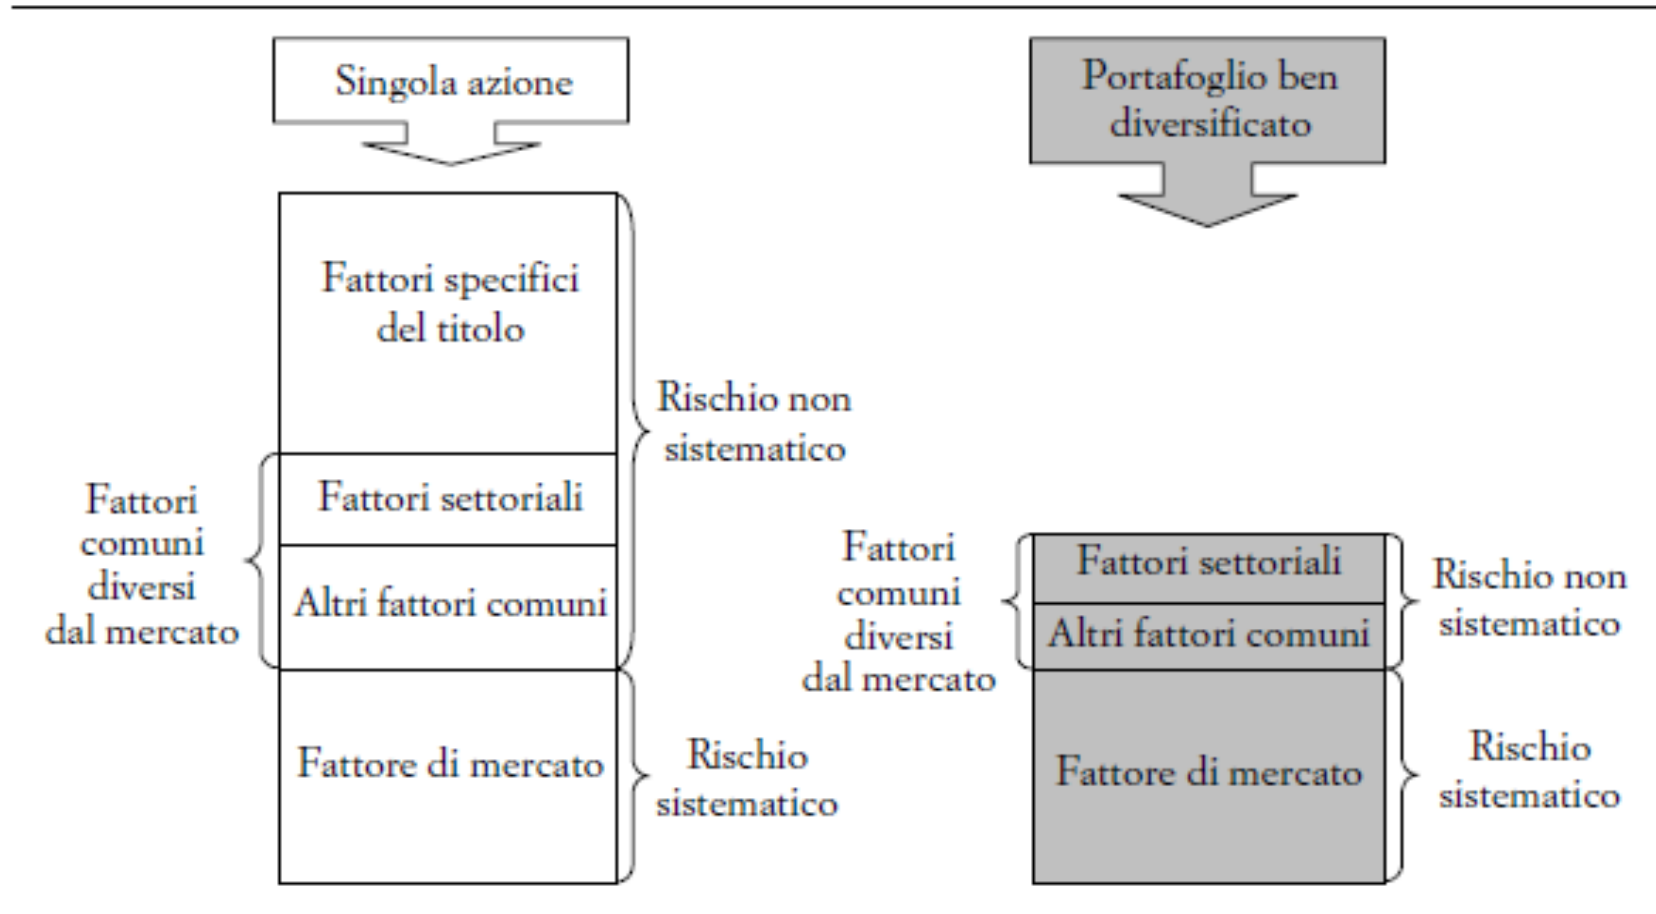 Singola azione
Fattori specifici
del titolo
Rischio non
sistematico
Fattori
comuni
diversi
dal mercato
Fattori settoriali
Altri fattori comuni
Fattore di mercato
Rischio
sistematico
Portafoglio ben
diversificato
Fattori
comuni
diversi
dal mercato
Fattori settoriali
Altri fattori comuni
Rischio non
sistematico
Fattore di mercato
Rischio
sistematico